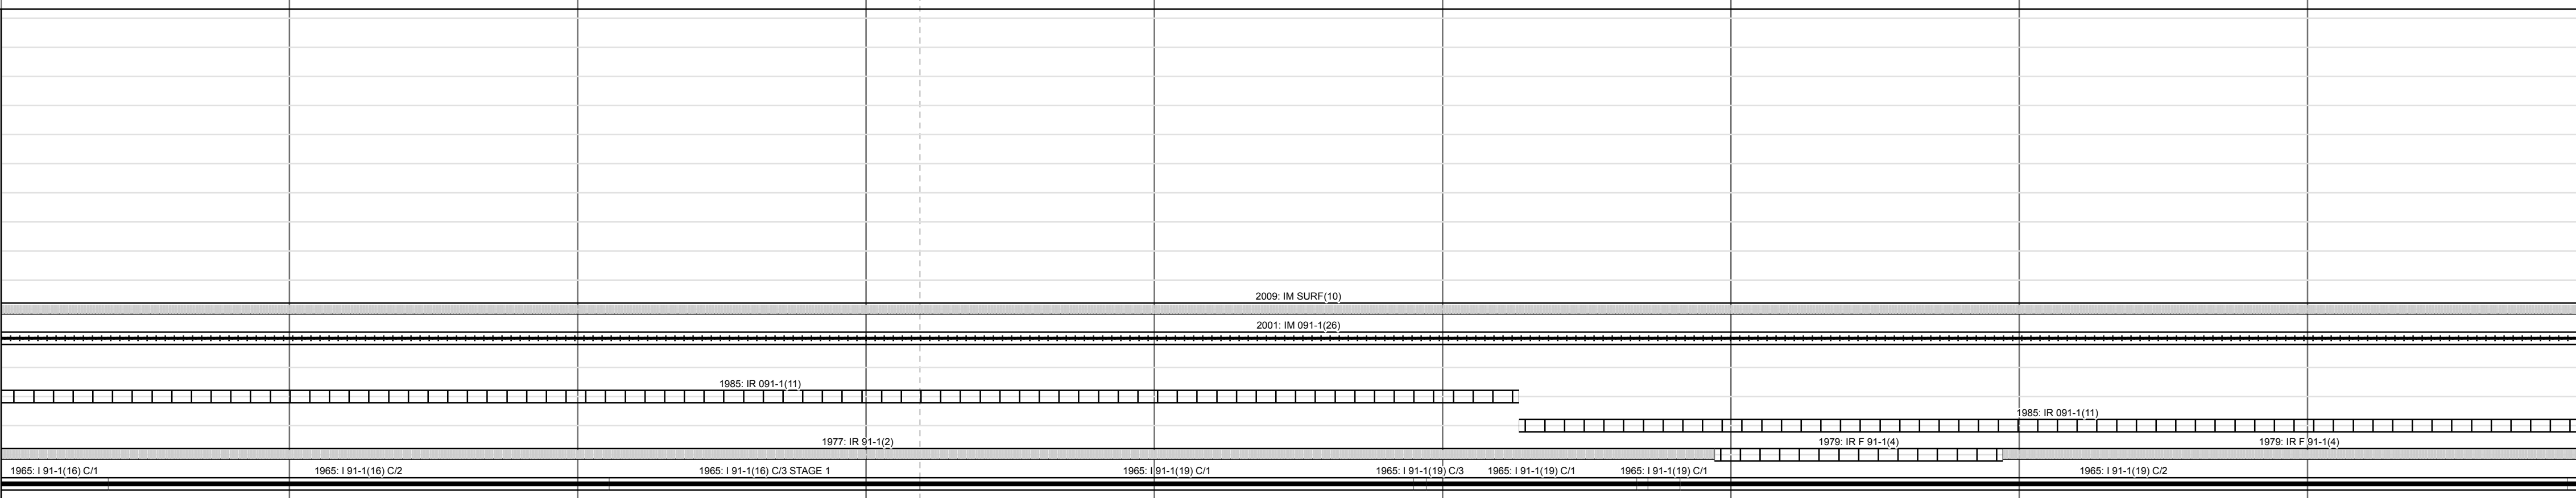 2009: IM SURF(10)
2001: IM 091-1(26)
1985: IR 091-1(11)
1985: IR 091-1(11)
1977: IR 91-1(2) 1979: IR F 91-1(4) 1979: IR F 91-1(4)
1965: I 91-1(16) C/1 1965: I 91-1(16) C/2 1965: I 91-1(16) C/3 STAGE 1 1965: I 91-1(19) C/1 1965: I 91-1(19) C/3 1965: I 91-1(19) C/1 1965: I 91-1(19) C/1 1965: I 91-1(19) C/2